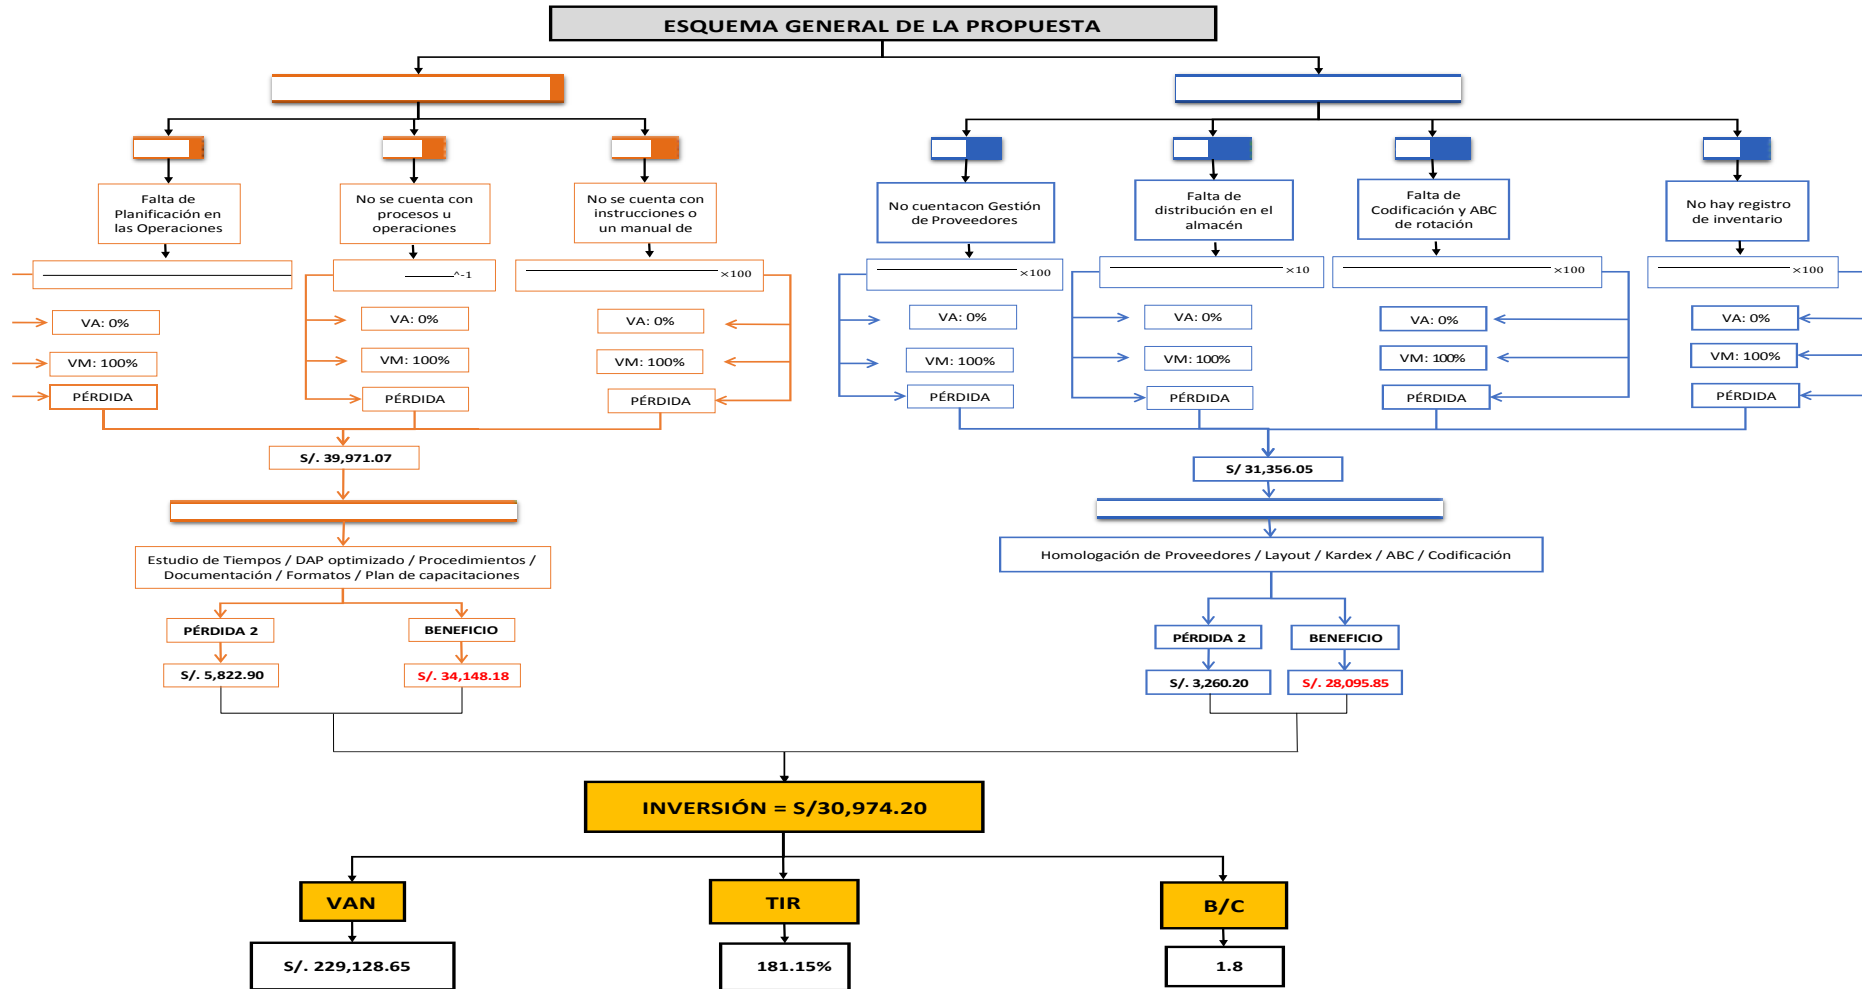 ESQUEMA GENERAL DE LA PROPUESTA
Falta de
Planificación en
las Operaciones
No se cuenta con
procesos u
operaciones
No se cuenta con
instrucciones o
un manual de
No cuentacon Gestión
de Proveedores
Falta de
distribución en el
almacén
Falta de
Codificación y ABC
de rotación
No hay registro
de inventario
^-1
×100
×100
×10
×100
×100
VA: 0%
VA: 0%
VA: 0%
VA: 0%
VA: 0%
VA: 0%
VA: 0%
VM: 100%
VM: 100%
VM: 100%
VM: 100%
VM: 100%
VM: 100%
VM: 100%
PÉRDIDA
PÉRDIDA
PÉRDIDA
PÉRDIDA
PÉRDIDA
PÉRDIDA
PÉRDIDA
S/. 39,971.07
S/ 31,356.05
Estudio de Tiempos / DAP optimizado / Procedimientos /
Documentación / Formatos / Plan de capacitaciones
Homologación de Proveedores / Layout / Kardex / ABC / Codificación
PÉRDIDA 2
BENEFICIO
PÉRDIDA 2
BENEFICIO
S/. 5,822.90
S/. 34,148.18
S/. 3,260.20
S/. 28,095.85
INVERSIÓN = S/30,974.20
VAN
TIR
B/C
S/. 229,128.65
181.15%
1.8